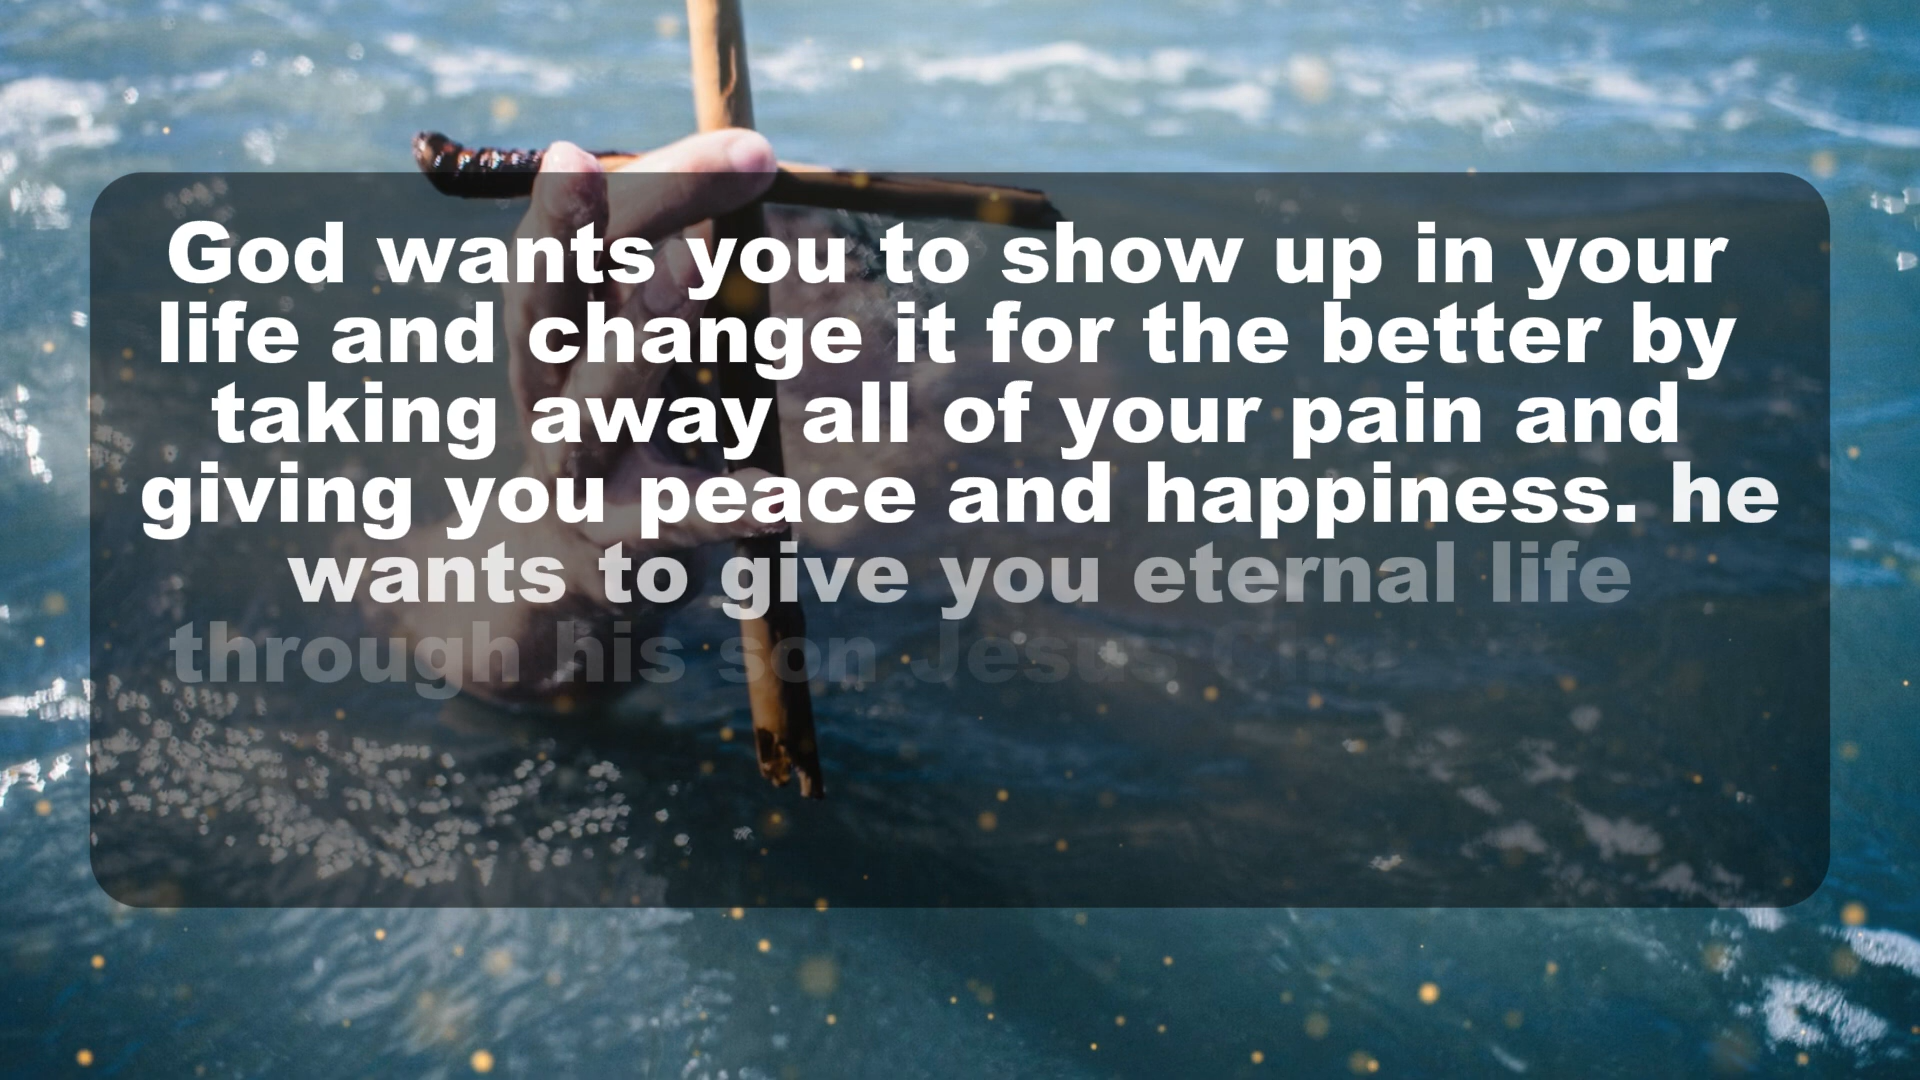 God wants you to show up in your
life and change it for the better by
taking away all of your pain and
giving you peace and happiness. he
wants to give you eternal life
through his son Jesus